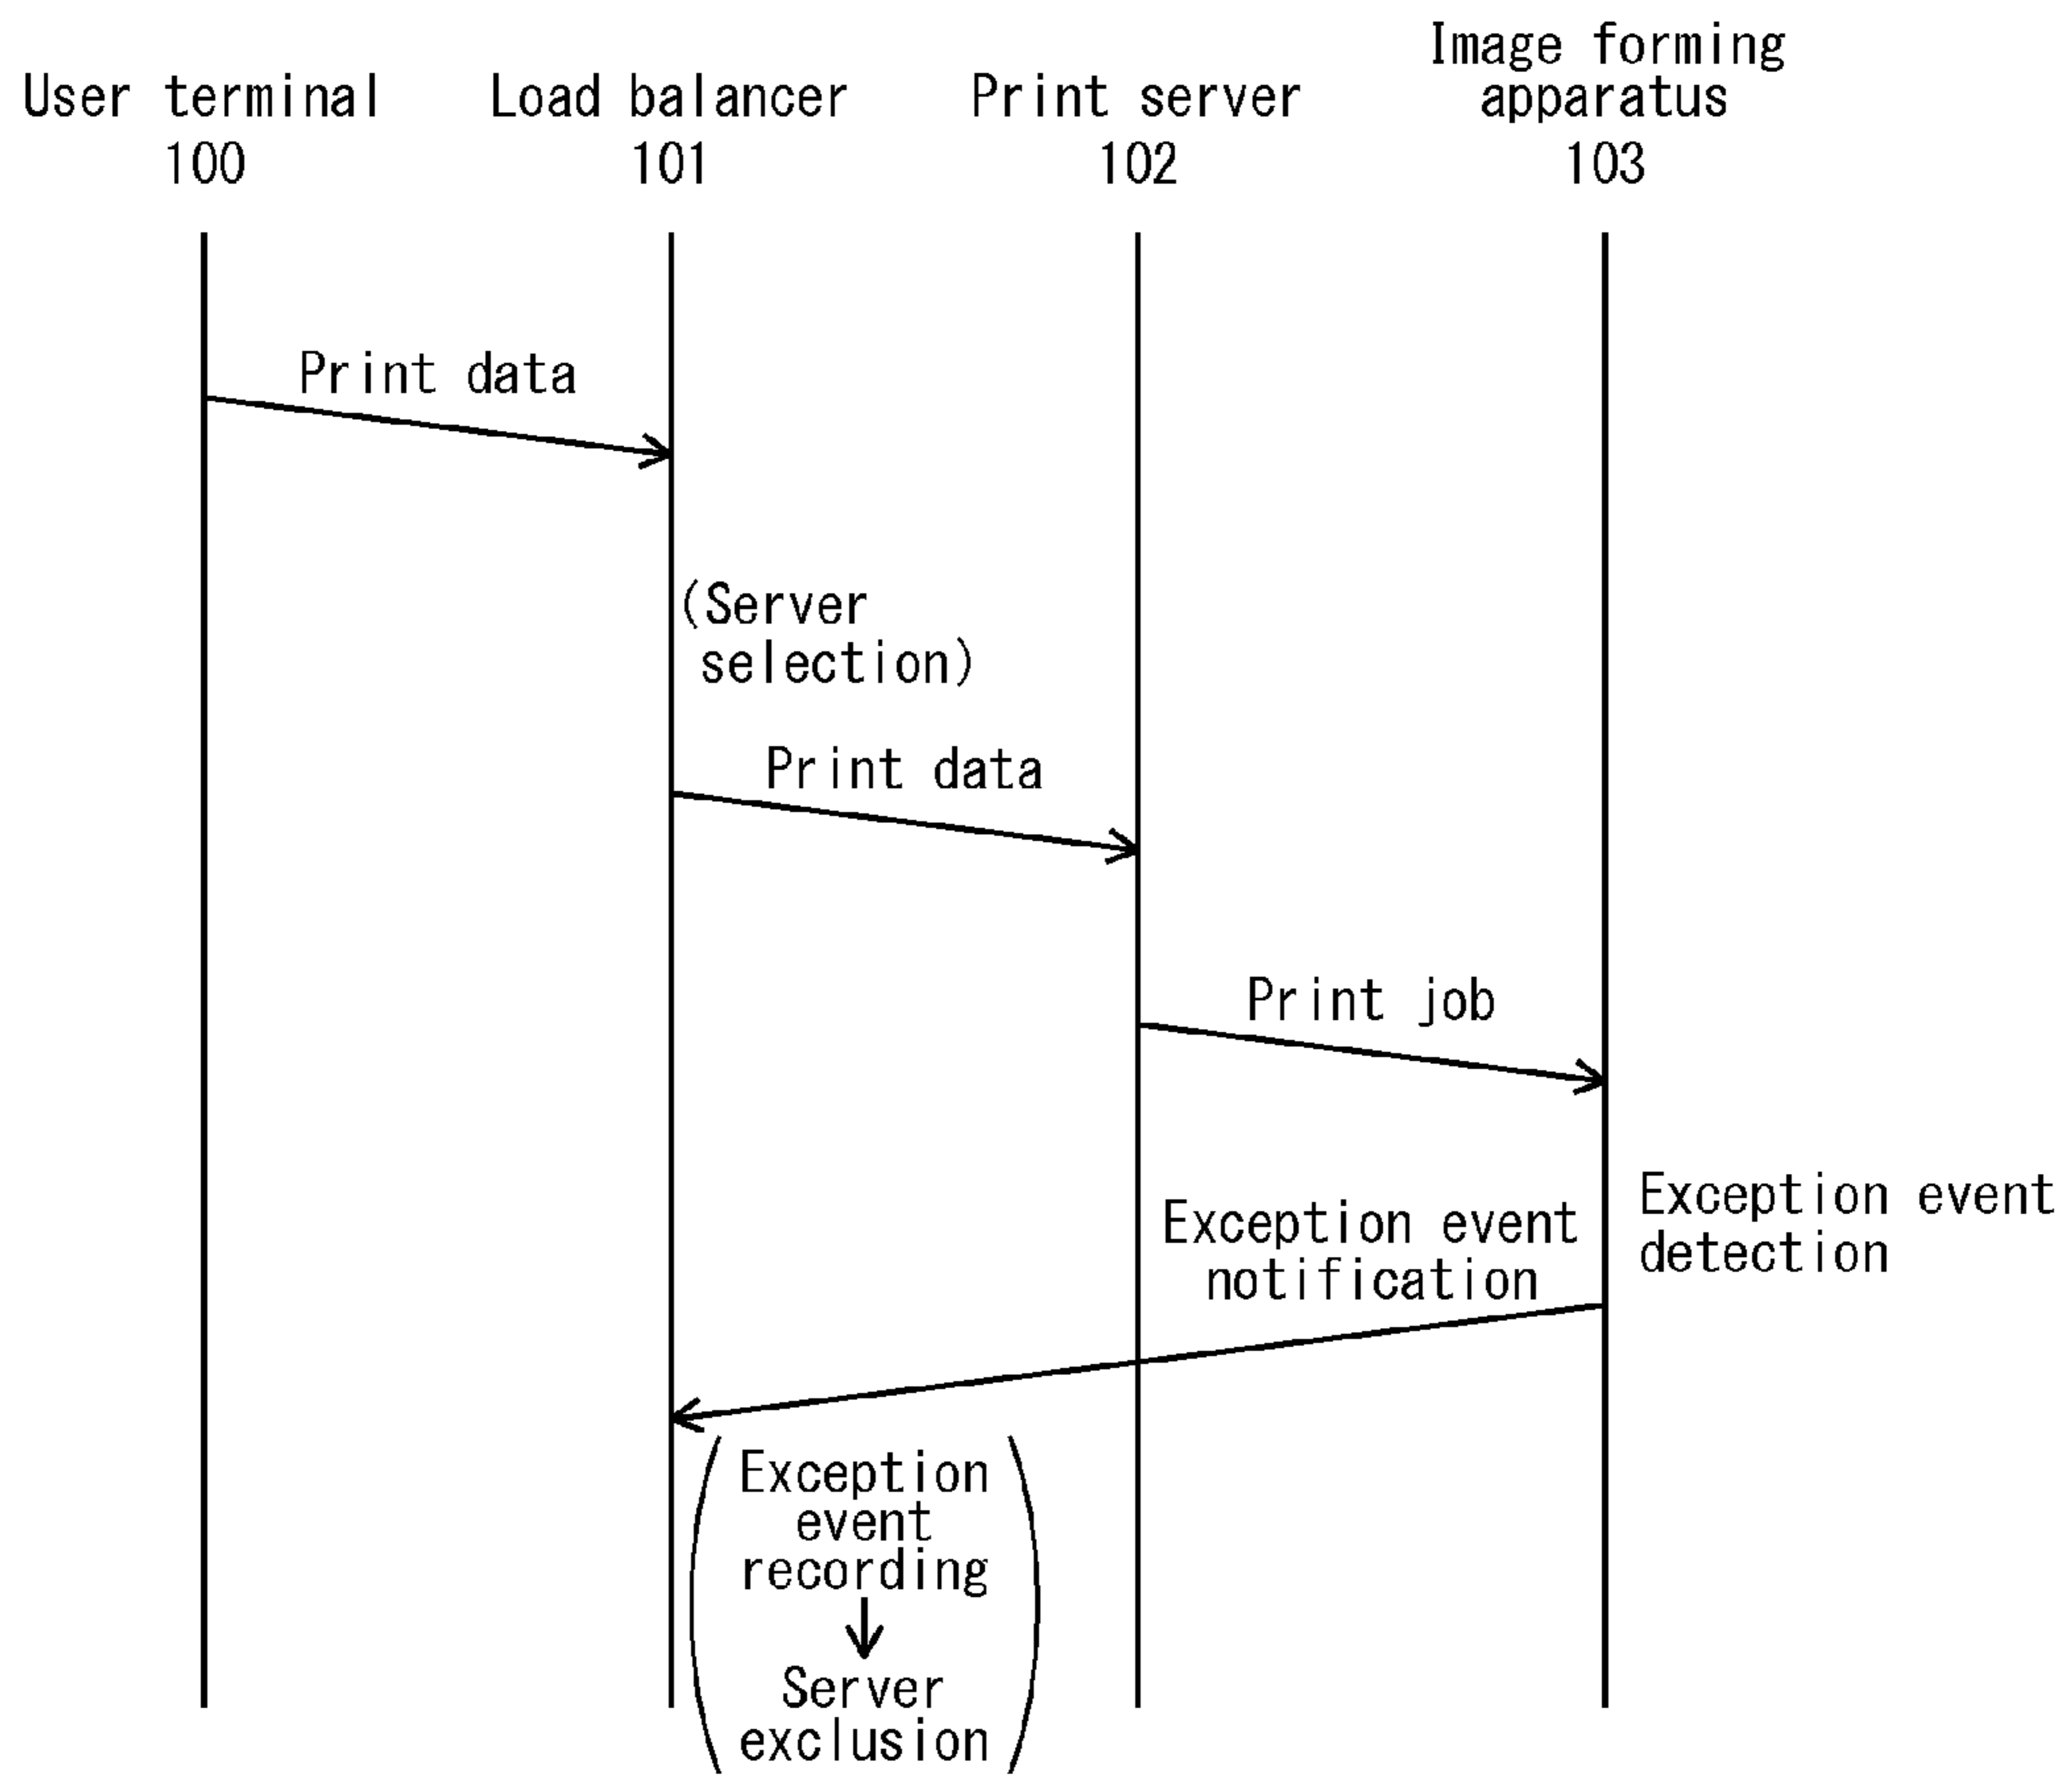 User terminal
100
Load balancer
101
Print server
102
Image forming
apparatus
103
Print data
(Server
selection)
Print data
Print job
Exception event
detection
Exception event
notification
Exception
event
recording
Server
exclusion